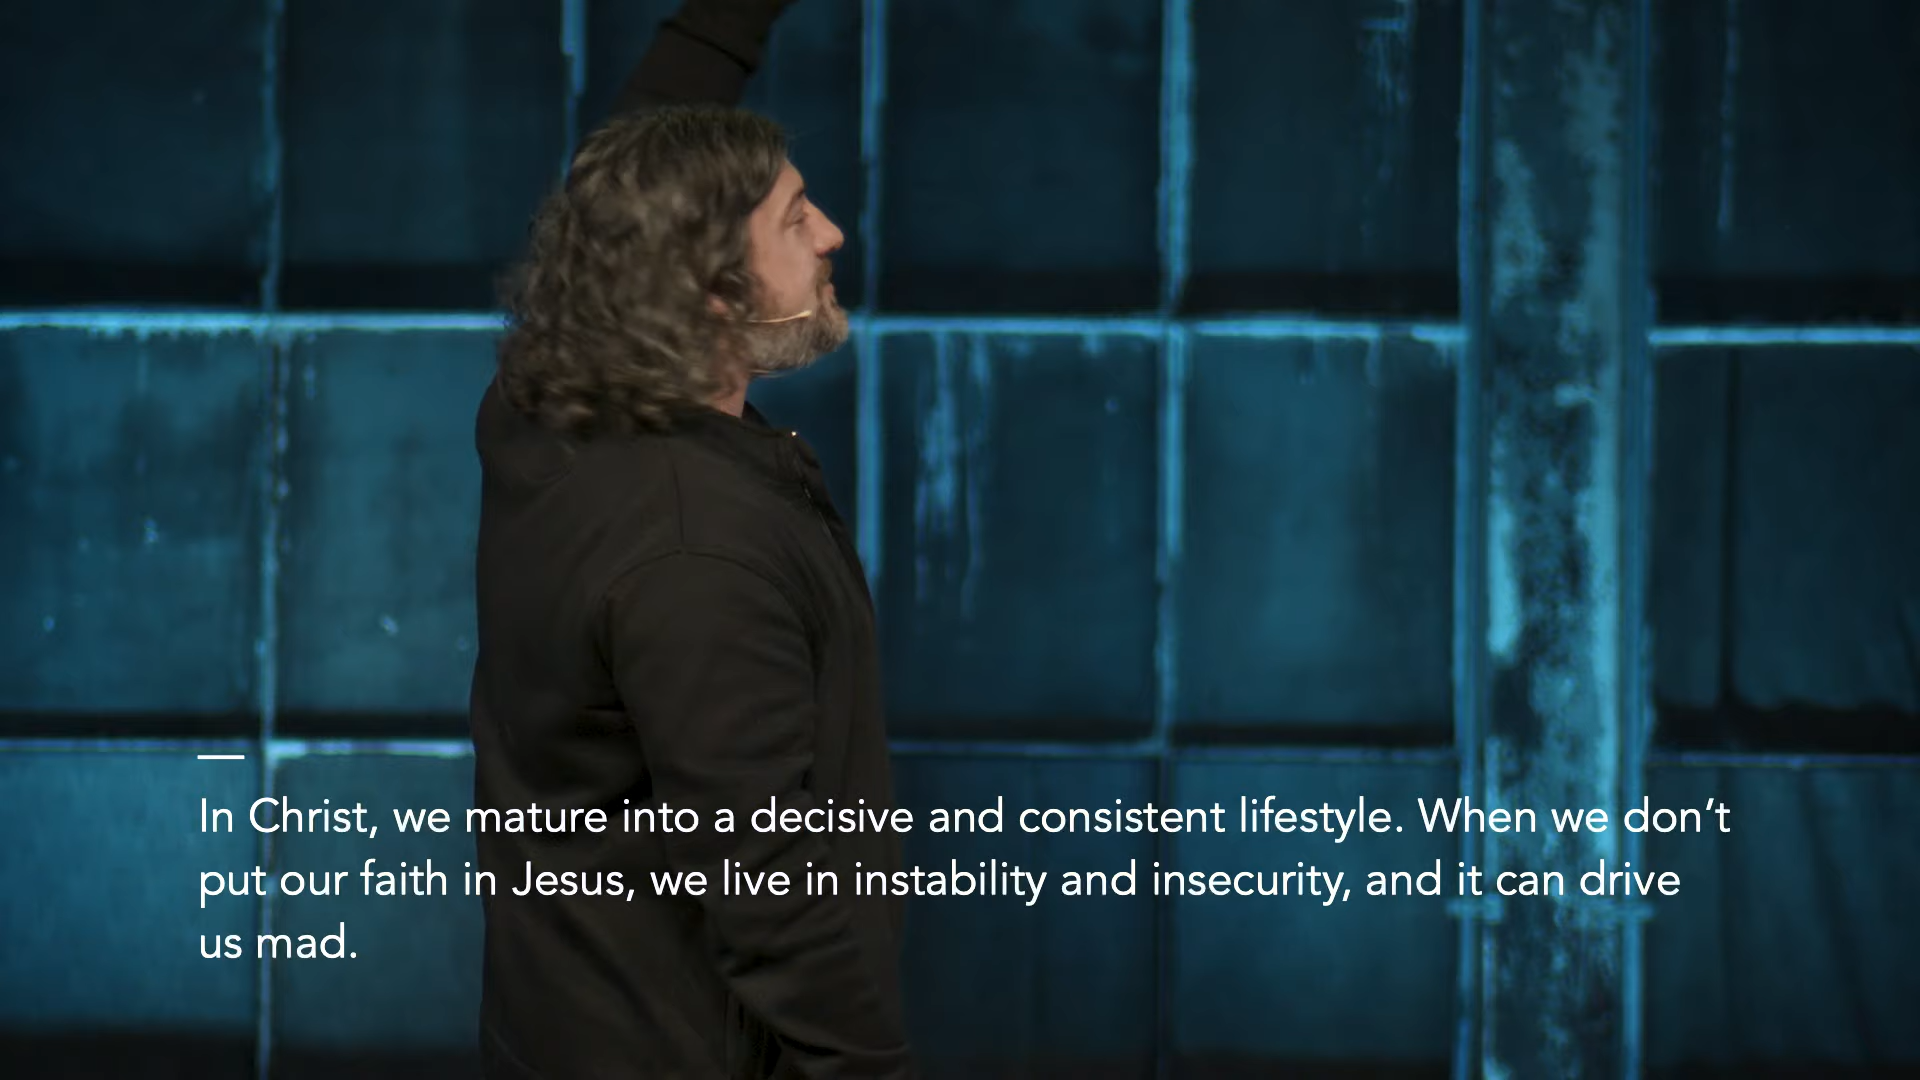 In Christ, we mature into a decisive and consistent lifestyle. When we don’t
put our faith in Jesus, we live in instability and insecurity, and it can drive
us mad.